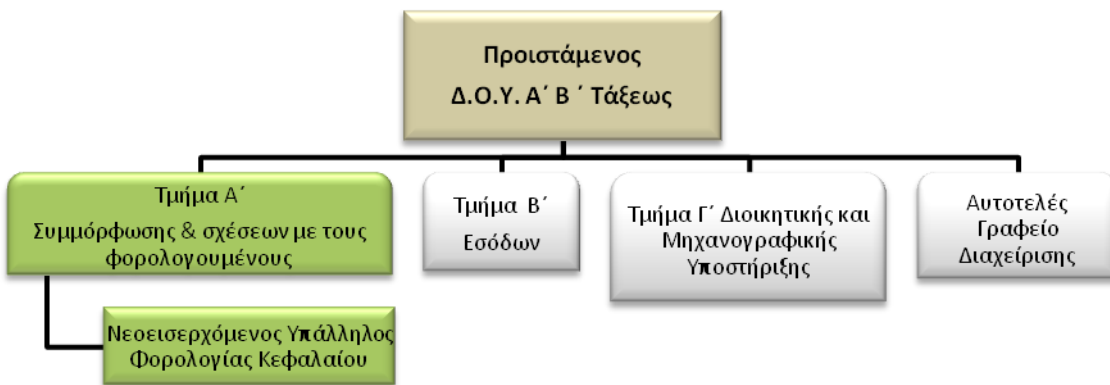 Προιστάμενος
Δ.Ο.Υ. Α΄ Β ΄ Τάξεως
Τμήμα Α΄
Συμμόρφωσης & σχέσεων με τους
φορολογουμένους
Τμήμα Β΄
Εσόδων
Τμήμα Γ΄ Διοικητικής και
Μηχανογραφικής
Υποστήριξης
Αυτοτελές
Γραφείο
Διαχείρισης
Νεοεισερχόμενος Υπάλληλος
Φορολογίας Κεφαλαίου